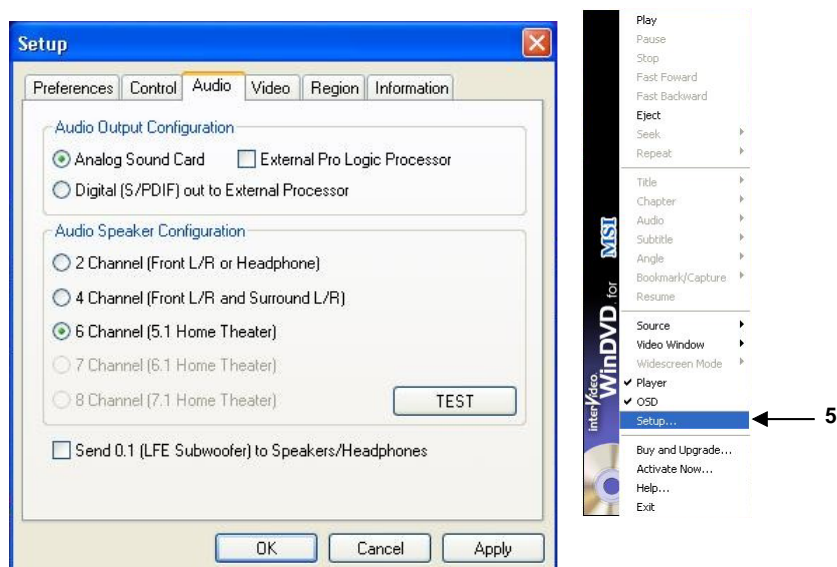 Setup
Preferences
Control
Audio
Video
Region
Information
Audio Output Configuration
Analog Sound Card
External Pro Logic Processor
Digital (S/PDIF) out to External Processor
Audio Speaker Configuration
2 Channel (Front L/R or Headphone)
4 Channel (Front L/R and Surround L/R)
6 Channel (5.1 Home Theater)
7 Channel (6.1 Home Theater)
8 Channel (7.1 Home Theater)
TEST
Send 0.1 (LFE Subwoofer) to Speakers/Headphones
OK
Cancel
Apply
interVideo WinDVD for MSI
Play
Pause
Stop
Fast Foward
Fast Backward
Eject
Seek
Repeat
Title
Chapter
Audio
Subtitle
Angle
Bookmark/Capture
Resume
Source
Video Window
Widescreen Mode
Player
OSD
Setup...
5
Buy and Upgrade...
Activate Now...
Help...
Exit